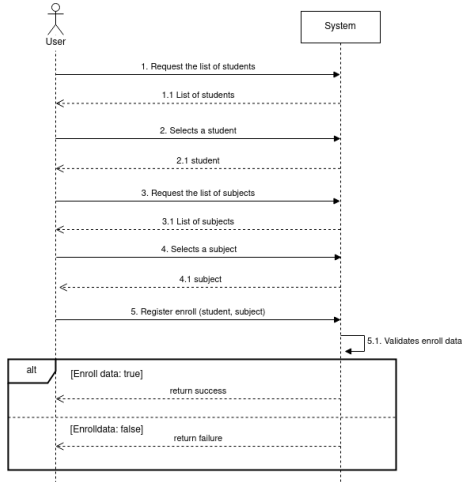 User
System
1. Request the list of students
1.1 List of students
2. Selects a student
2.1 student
3. Request the list of subjects
3.1 List of subjects
4. Selects a subject
4.1 subject
5. Register enroll (student, subject)
5.1. Validates enroll data
alt
[Enroll data: true]
return success
[Enrolldata: false]
return failure